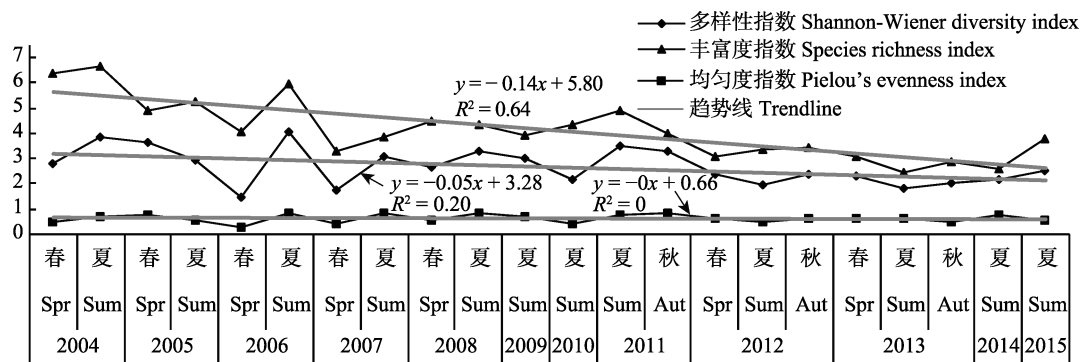 多样性指数 Shannon-Wiener diversity index
丰富度指数 Species richness index
均匀度指数 Pielou's evenness index
趋势线 Trendline
7
6
5
4
3
2
1
0
y = − 0.14x + 5.80
R² = 0.64
y = −0.05x + 3.28
R² = 0.20
y = −0x + 0.66
R² = 0
春 夏 春 夏 春 夏 春 夏 春 夏 夏 夏 夏 秋 春 夏 秋 春 夏 秋 夏 夏
Spr Sum Spr Sum Spr Sum Spr Sum Spr Sum Sum Sum Sum Aut Spr Sum Aut Spr Sum Aut Sum Sum
2004 2005 2006 2007 2008 2009 2010 2011 2012 2013 2014 2015